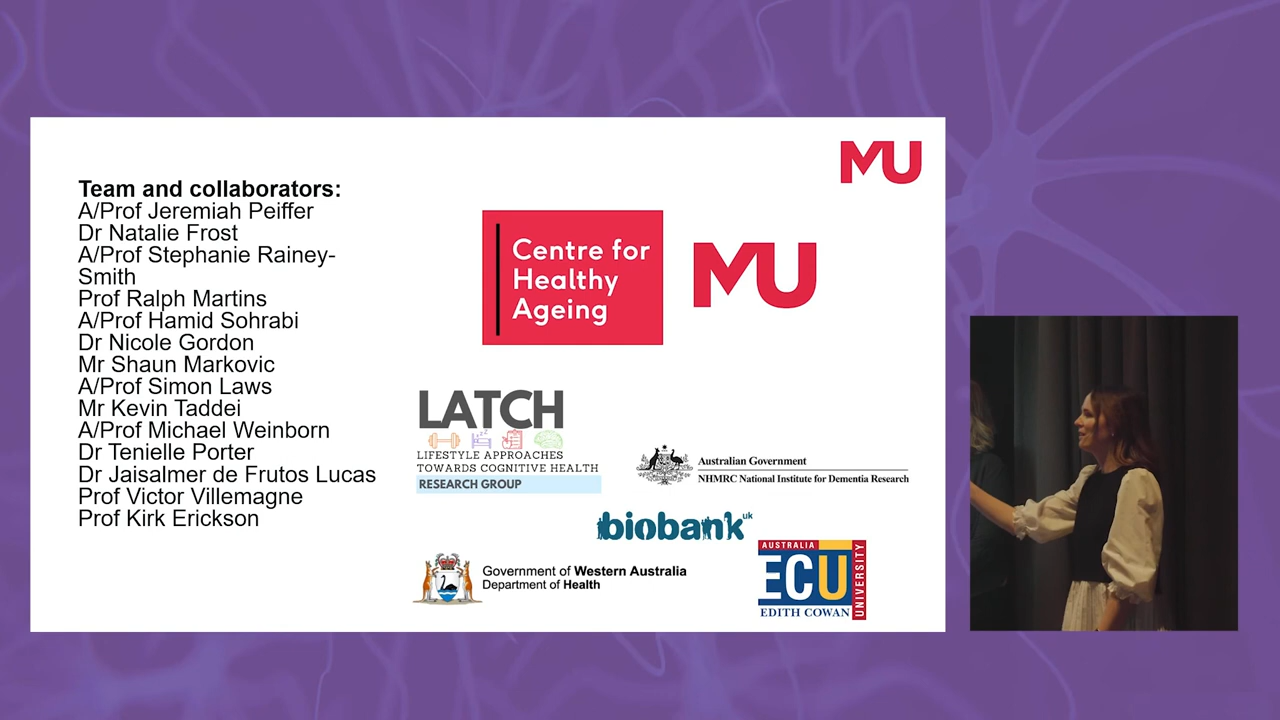 MU
Team and collaborators:
A/Prof Jeremiah Peiffer
Dr Natalie Frost
A/Prof Stephanie Rainey-
Smith
Prof Ralph Martins
A/Prof Hamid Sohrabi
Dr Nicole Gordon
Mr Shaun Markovic
A/Prof Simon Laws
Mr Kevin Taddei
A/Prof Michael Weinborn
Dr Tenielle Porter
Dr Jaisalmer de Frutos Lucas
Prof Victor Villemagne
Prof Kirk Erickson
Centre for
Healthy
Ageing
MU
LATCH
LIFESTYLE APPROACHES
TOWARDS COGNITIVE HEALTH
RESEARCH GROUP
Australian Government
NHMRC National Institute for Dementia Research
biobank uk
Government of Western Australia
Department of Health
AUSTRALIA
ECU
EDITH COWAN
UNIVERSITY